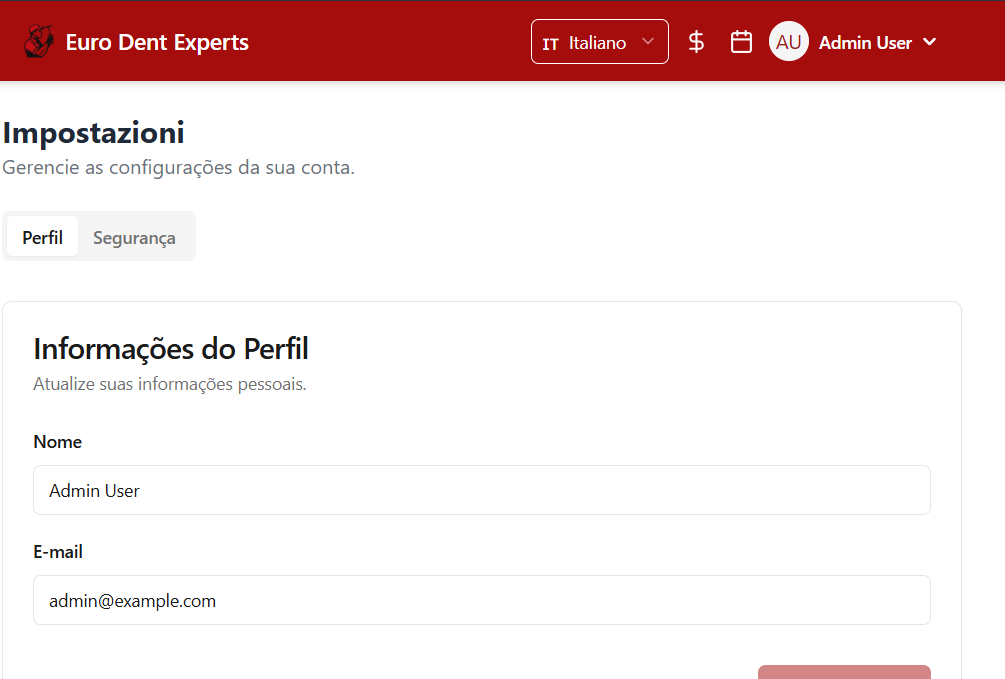 Euro Dent Experts
IT Italiano
$
AU
Admin User
Impostazioni
Gerencie as configurações da sua conta.
Perfil
Segurança
Informações do Perfil
Atualize suas informações pessoais.
Nome
Admin User
E-mail
admin@example.com